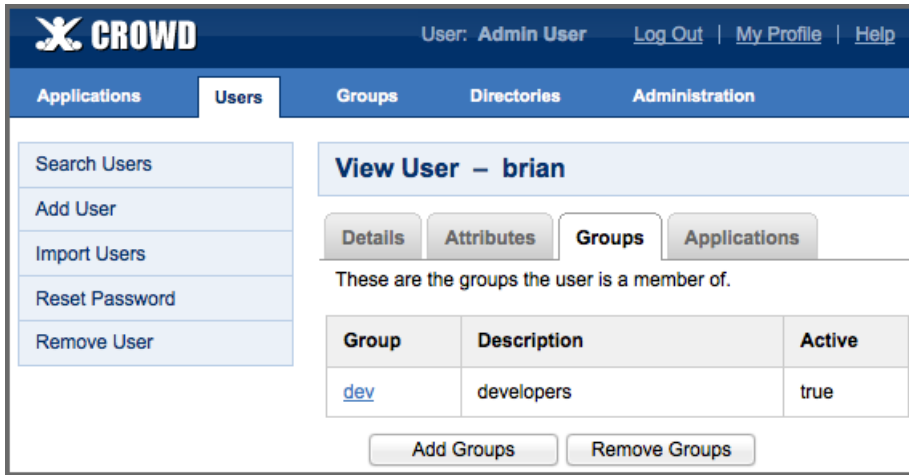 CROWD User: Admin User Log Out | My Profile | Help
Applications Users Groups Directories Administration
Search Users
Add User
Import Users
Reset Password
Remove User
View User – brian
Details Attributes Groups Applications
These are the groups the user is a member of.
Group Description Active
dev developers true
Add Groups Remove Groups